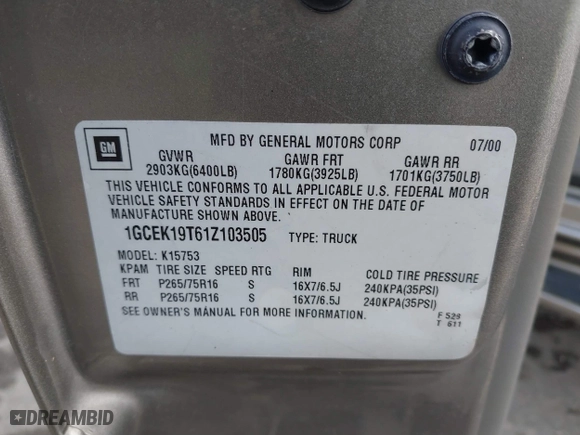 GM
MFD BY GENERAL MOTORS CORP 07/00
GVWR GAWR FRT GAWR RR
2903KG(6400LB) 1780KG(3925LB) 1701KG(3750LB)
THIS VEHICLE CONFORMS TO ALL APPLICABLE U.S. FEDERAL MOTOR
VEHICLE SAFETY STANDARDS IN EFFECT ON THE DATE OF
MANUFACTURE SHOWN ABOVE.
1GCEK19T61Z103505 TYPE: TRUCK
MODEL: K15753
KPAM TIRE SIZE SPEED RTG RIM COLD TIRE PRESSURE
FRT P265/75R16 S 16X7/6.5J 240KPA(35PSI)
RR P265/75R16 S 16X7/6.5J 240KPA(35PSI)
SEE OWNER'S MANUAL FOR MORE INFORMATION.
F 529
T 611
DREAMBID